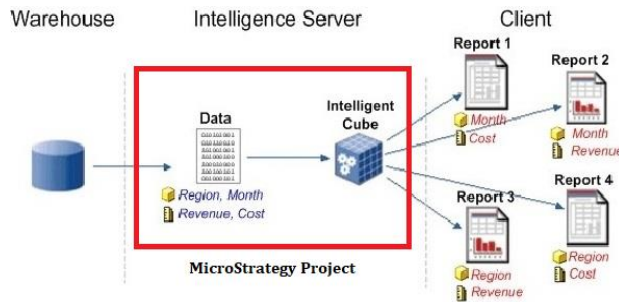 Warehouse
Intelligence Server
Client
Report 1
Report 2
Data
Intelligent
Cube
Month
Cost
Month
Revenue
Region, Month
Revenue, Cost
Report 3
Report 4
MicroStrategy Project
Region
Revenue
Region
Cost